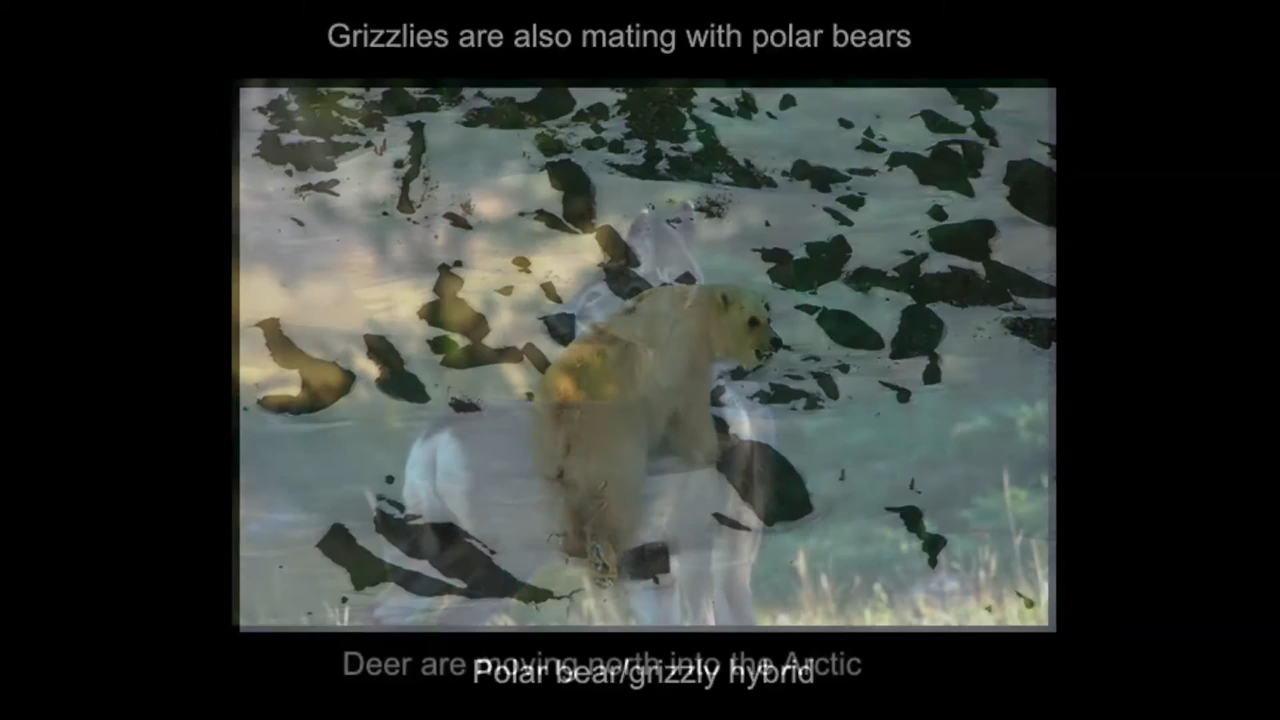 Grizzlies are also mating with polar bears
Deer are moving north into the Arctic
Polar bear/grizzly hybrid